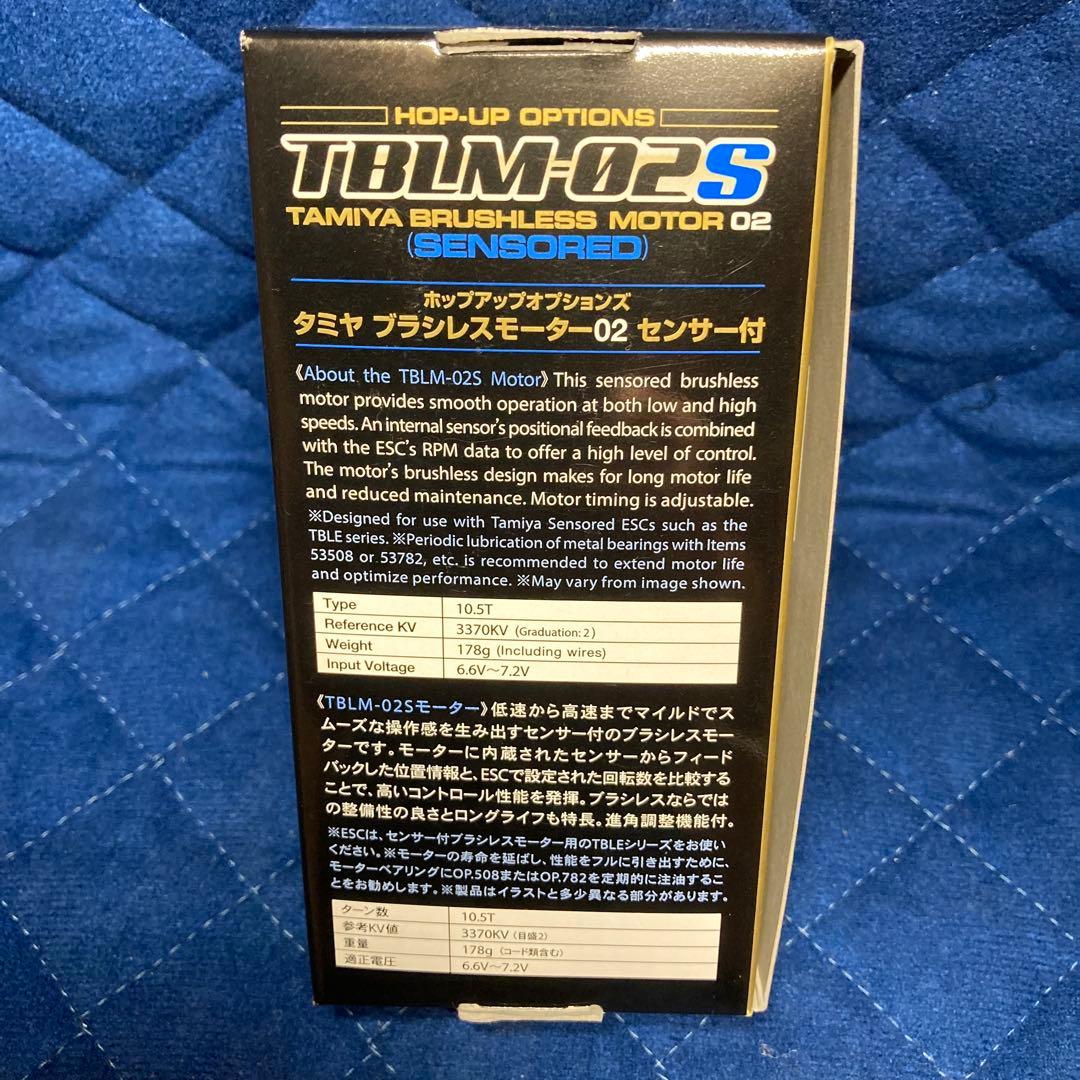 HOP-UP OPTIONS
TBLM-02S
TAMIYA BRUSHLESS MOTOR 02
(SENSORED)
ホップアップオプションズ
タミヤ ブラシレスモーター02 センサー付
《About the TBLM-02S Motor》This sensored brushless
motor provides smooth operation at both low and high
speeds. An internal sensor's positional feedback is combined
with the ESC's RPM data to offer a high level of control.
The motor's brushless design makes for long motor life
and reduced maintenance. Motor timing is adjustable.
※Designed for use with Tamiya Sensored ESCs such as the
TBLE series. ※Periodic lubrication of metal bearings with Items
53508 or 53782, etc. is recommended to extend motor life
and optimize performance. ※May vary from image shown.
Type 10.5T
Reference KV 3370KV (Graduation: 2)
Weight 178g (Including wires)
Input Voltage 6.6V～7.2V
《TBLM-02Sモーター》低速から高速までマイルドでス
ムーズな操作感を生み出すセンサー付のブラシレスモー
ターです。モーターに内蔵されたセンサーからフィード
バックした位置情報と、ESCで設定された回転数を比較する
ことで、高いコントロール性能を発揮。ブラシレスならでは
の整備性の良さとロングライフも特長。進角調整機能付。
※ESCは、センサー付ブラシレスモーター用のTBLEシリーズをお使い
ください。※モーターの寿命を延ばし、性能をフルに引き出すために、
モーターベアリングにOP.508またはOP.782を定期的に注油するこ
とをお勧めします。※製品はイラストと多少異なる部分があります。
ターン数 10.5T
参考KV値 3370KV (目盛2)
重量 178g (コード類含む)
適正電圧 6.6V～7.2V